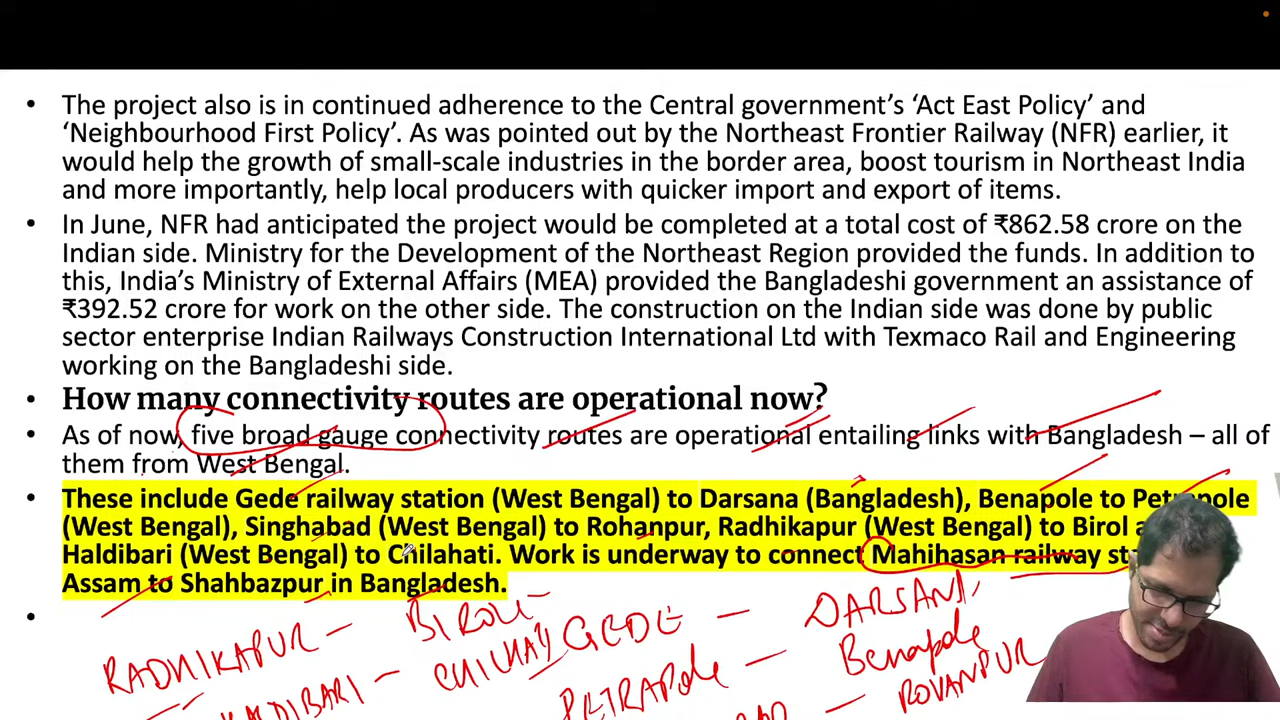 • The project also is in continued adherence to the Central government’s ‘Act East Policy’ and
‘Neighbourhood First Policy’. As was pointed out by the Northeast Frontier Railway (NFR) earlier, it
would help the growth of small-scale industries in the border area, boost tourism in Northeast India
and more importantly, help local producers with quicker import and export of items.
• In June, NFR had anticipated the project would be completed at a total cost of ₹862.58 crore on the
Indian side. Ministry for the Development of the Northeast Region provided the funds. In addition to
this, India’s Ministry of External Affairs (MEA) provided the Bangladeshi government an assistance of
₹392.52 crore for work on the other side. The construction on the Indian side was done by public
sector enterprise Indian Railways Construction International Ltd with Texmaco Rail and Engineering
working on the Bangladeshi side.
• How many connectivity routes are operational now?
• As of now, five broad gauge connectivity routes are operational entailing links with Bangladesh – all of
them from West Bengal.
• These include Gede railway station (West Bengal) to Darsana (Bangladesh), Benapole to Petrapole
(West Bengal), Singhabad (West Bengal) to Rohanpur, Radhikapur (West Bengal) to Birol
Haldibari (West Bengal) to Chilahati. Work is underway to connect Mahihasan railway
Assam to Shahbazpur in Bangladesh.
•
GEDE – DARSANA
RADHIKAPUR – BIROL
PETRAPOLE – Benapole
ROVANPUR